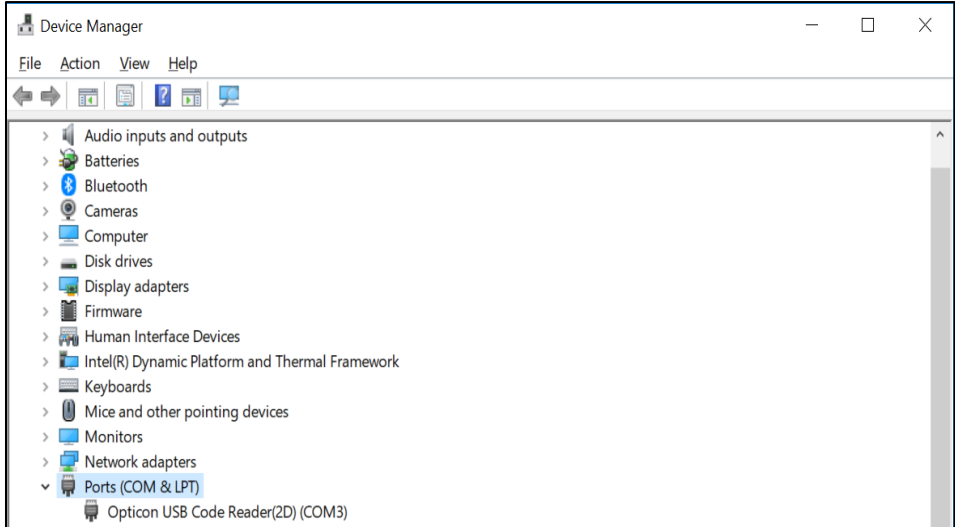 Device Manager
File Action View Help
Audio inputs and outputs
Batteries
Bluetooth
Cameras
Computer
Disk drives
Display adapters
Firmware
Human Interface Devices
Intel(R) Dynamic Platform and Thermal Framework
Keyboards
Mice and other pointing devices
Monitors
Network adapters
Ports (COM & LPT)
Opticon USB Code Reader(2D) (COM3)